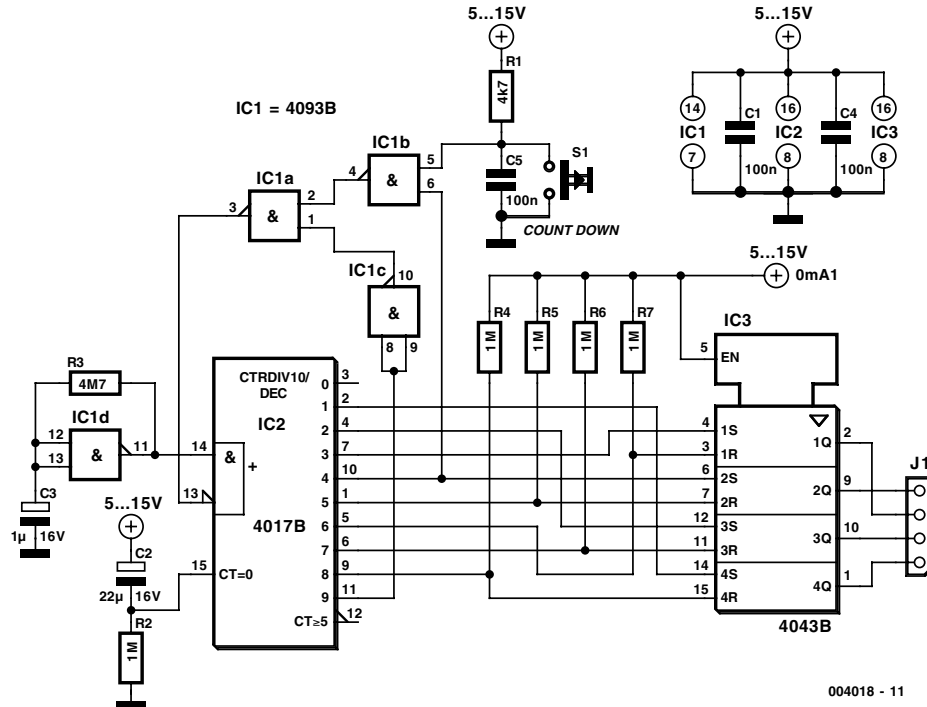 5...15V
R1
4k7
IC1 = 4093B
IC1b
4
&
5
6
IC1a
3
&
2
1
C5
100n
S1
COUNT DOWN
5...15V
14
IC1
7
C1
100n
16
IC2
8
C4
100n
16
IC3
8
IC1c
10
&
8
9
5...15V
0mA1
R4
1M
R5
1M
R6
1M
R7
1M
IC3
5
EN
R3
4M7
IC1d
12
13
&
11
C3
1µ
16V
5...15V
C2
22µ
16V
R2
1M
14
&
+
13
15
CT=0
CTRDIV10/
DEC
IC2
4017B
0
3
1
2
2
4
3
7
4
10
5
1
6
5
7
6
8
9
9
11
CT≥5
12
4
1S
3
1R
6
2S
7
2R
12
3S
11
3R
14
4S
15
4R
1Q
2
2Q
9
3Q
10
4Q
1
4043B
J1
004018 - 11